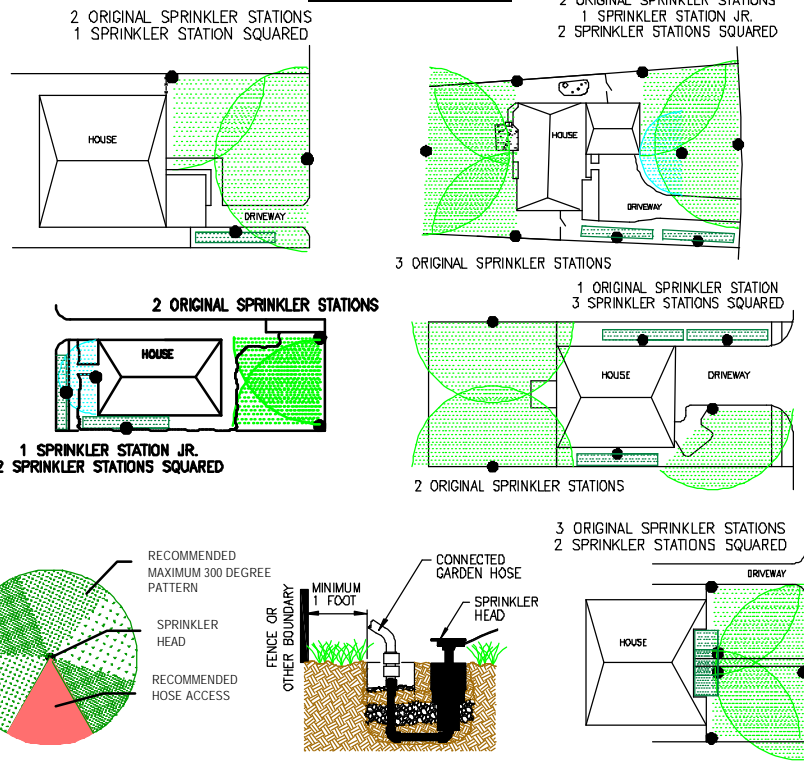 2 ORIGINAL SPRINKLER STATIONS
1 SPRINKLER STATION SQUARED
HOUSE
DRIVEWAY
2 ORIGINAL SPRINKLER STATIONS
1 SPRINKLER STATION JR.
2 SPRINKLER STATIONS SQUARED
HOUSE
DRIVEWAY
3 ORIGINAL SPRINKLER STATIONS
2 ORIGINAL SPRINKLER STATIONS
HOUSE
1 SPRINKLER STATION JR.
2 SPRINKLER STATIONS SQUARED
1 ORIGINAL SPRINKLER STATION
3 SPRINKLER STATIONS SQUARED
HOUSE
DRIVEWAY
2 ORIGINAL SPRINKLER STATIONS
RECOMMENDED
MAXIMUM 300 DEGREE
PATTERN
SPRINKLER
HEAD
RECOMMENDED
HOSE ACCESS
FENCE OR
OTHER BOUNDARY
MINIMUM
1 FOOT
CONNECTED
GARDEN HOSE
SPRINKLER
HEAD
3 ORIGINAL SPRINKLER STATIONS
2 SPRINKLER STATIONS SQUARED
DRIVEWAY
HOUSE